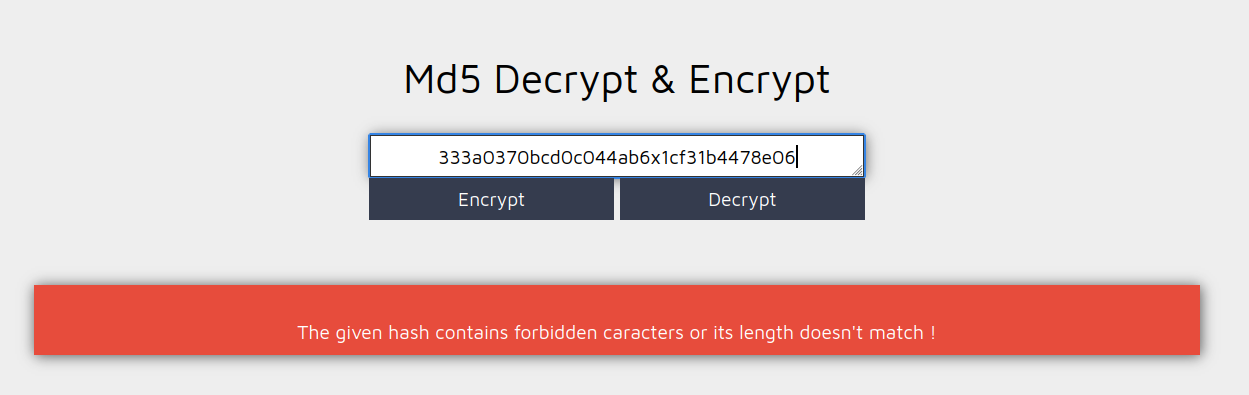 Md5 Decrypt & Encrypt
333a0370bcd0c044ab6x1cf31b4478e06
Encrypt Decrypt
The given hash contains forbidden caracters or its length doesn't match !